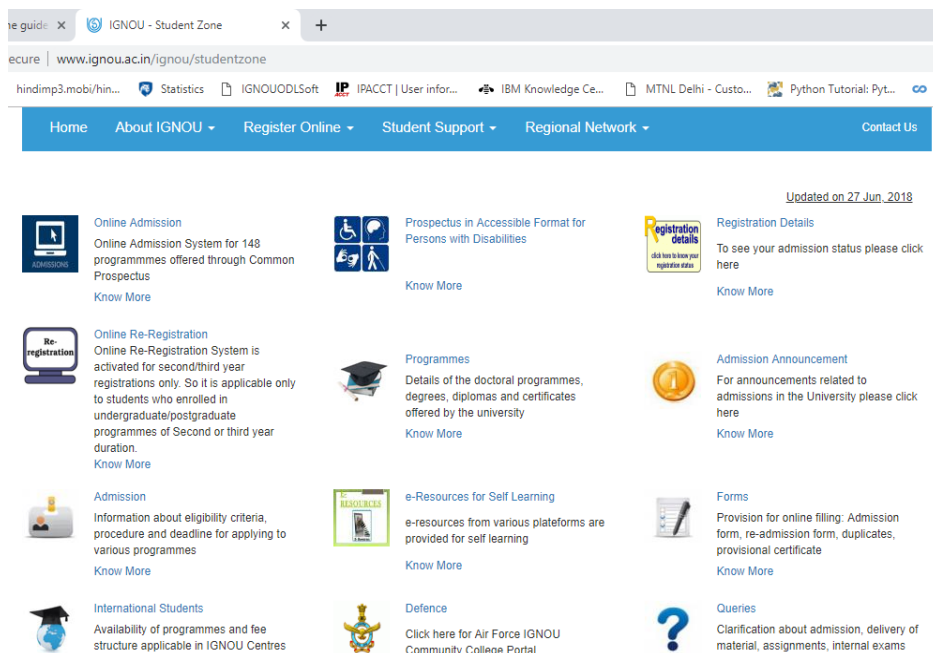 ne guide
IGNOU - Student Zone
ecure | www.ignou.ac.in/ignou/studentzone
hindimp3.mobi/hin...
Statistics
IGNOUODLSoft
IP
IPACCT | User infor...
IBM Knowledge Ce...
MTNL Delhi - Custo...
Python Tutorial: Pyt...
Home
About IGNOU
Register Online
Student Support
Regional Network
Contact Us
Updated on 27 Jun, 2018
ADMISSIONS
Online Admission
Online Admission System for 148
programmmes offered through Common
Prospectus
Know More
Prospectus in Accessible Format for
Persons with Disabilities
Know More
Registration
details
click here to know your
registration status
Registration Details
To see your admission status please click
here
Know More
Re-
registration
Online Re-Registration
Online Re-Registration System is
activated for second/third year
registrations only. So it is applicable only
to students who enrolled in
undergraduate/postgraduate
programmes of Second or third year
duration.
Know More
Programmes
Details of the doctoral programmes,
degrees, diplomas and certificates
offered by the university
Know More
Admission Announcement
For announcements related to
admissions in the University please click
here
Know More
Admission
Information about eligibility criteria,
procedure and deadline for applying to
various programmes
Know More
RESOURCES
e-Resources for Self Learning
e-resources from various plateforms are
provided for self learning
Know More
Forms
Provision for online filling: Admission
form, re-admission form, duplicates,
provisional certificate
Know More
International Students
Availability of programmes and fee
structure applicable in IGNOU Centres
Defence
Click here for Air Force IGNOU
Community College Portal
Queries
Clarification about admission, delivery of
material, assignments, internal exams